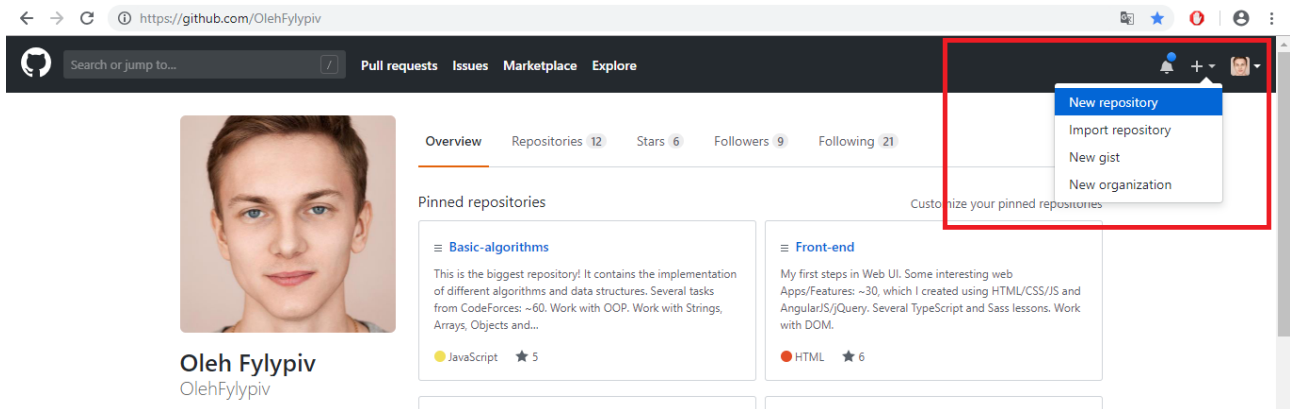 https://github.com/OlehFylypiv
Search or jump to... /
Pull requests Issues Marketplace Explore
New repository
Import repository
New gist
New organization
Overview Repositories 12 Stars 6 Followers 9 Following 21
Pinned repositories
Customize your pinned repositories
Basic-algorithms
This is the biggest repository! It contains the implementation
of different algorithms and data structures. Several tasks
from CodeForces: ~60. Work with OOP. Work with Strings,
Arrays, Objects and...
JavaScript 5
Front-end
My first steps in Web UI. Some interesting web
Apps/Features: ~30, which I created using HTML/CSS/JS and
AngularJS/jQuery. Several TypeScript and Sass lessons. Work
with DOM.
HTML 6
Oleh Fylypiv
OlehFylypiv